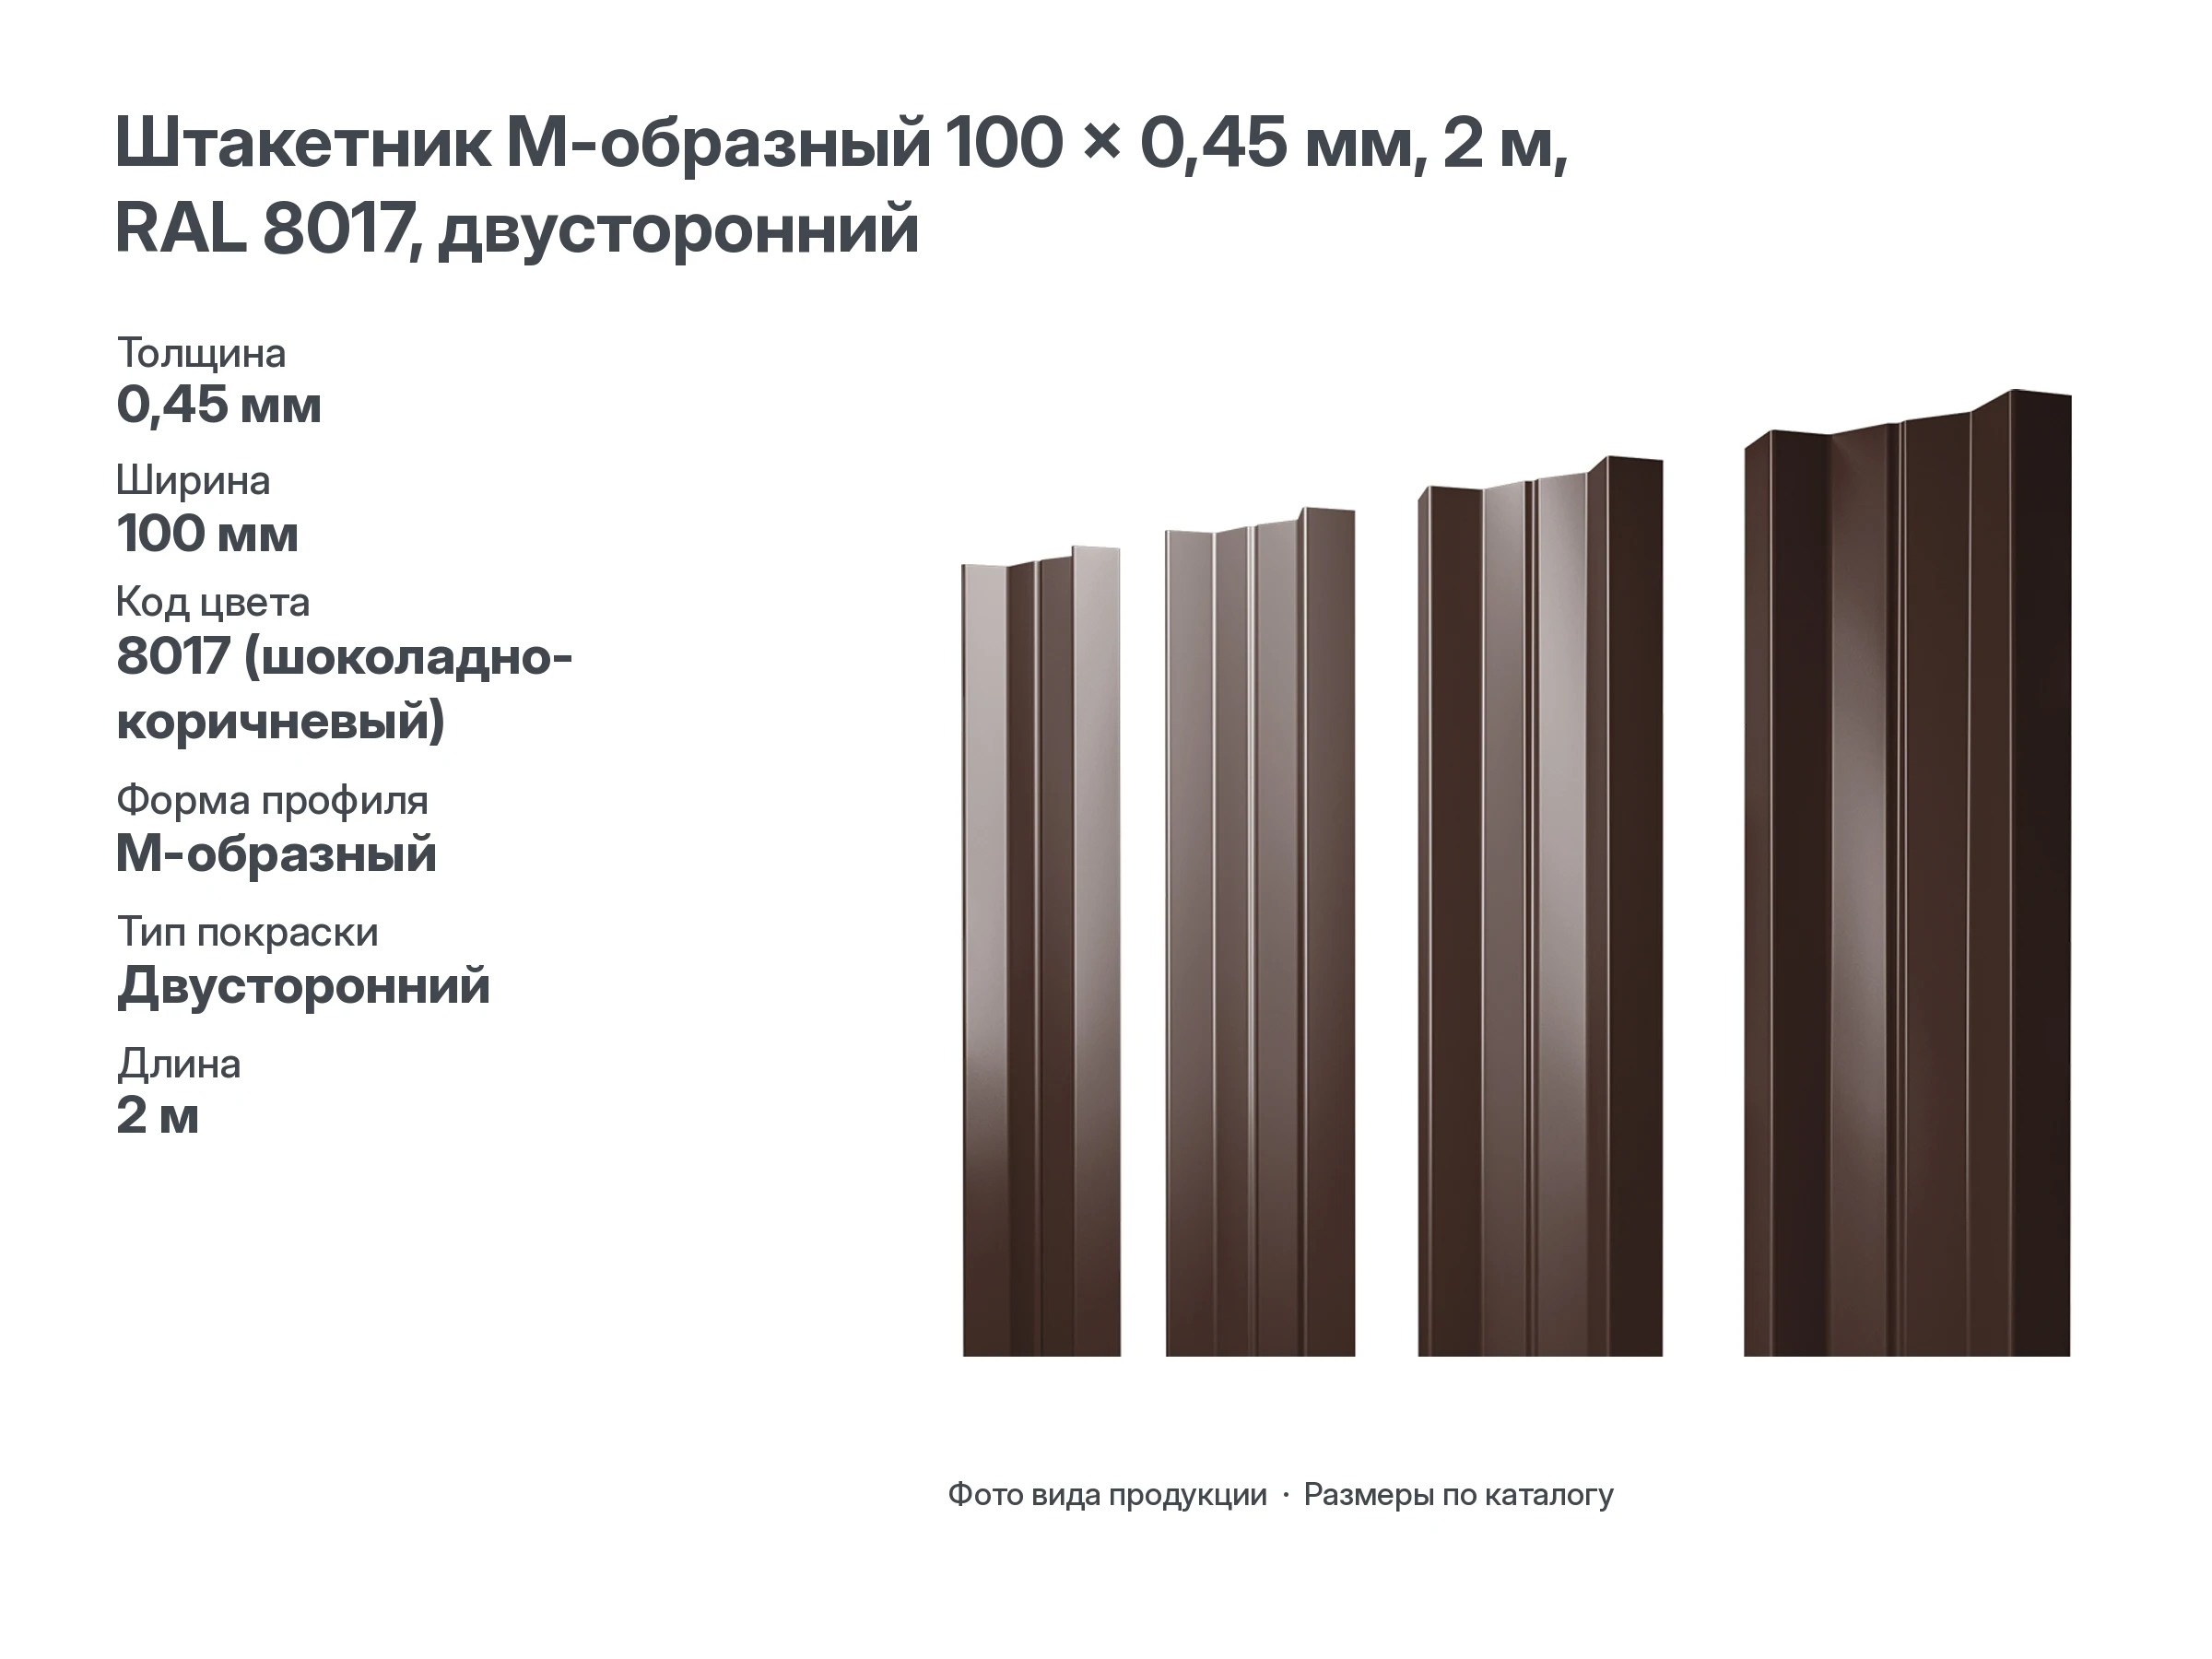 Штакетник М-образный 100 × 0,45 мм, 2 м,
RAL 8017, двусторонний
Толщина
0,45 мм
Ширина
100 мм
Код цвета
8017 (шоколадно-
коричневый)
Форма профиля
М-образный
Тип покраски
Двусторонний
Длина
2 м
Фото вида продукции · Размеры по каталогу